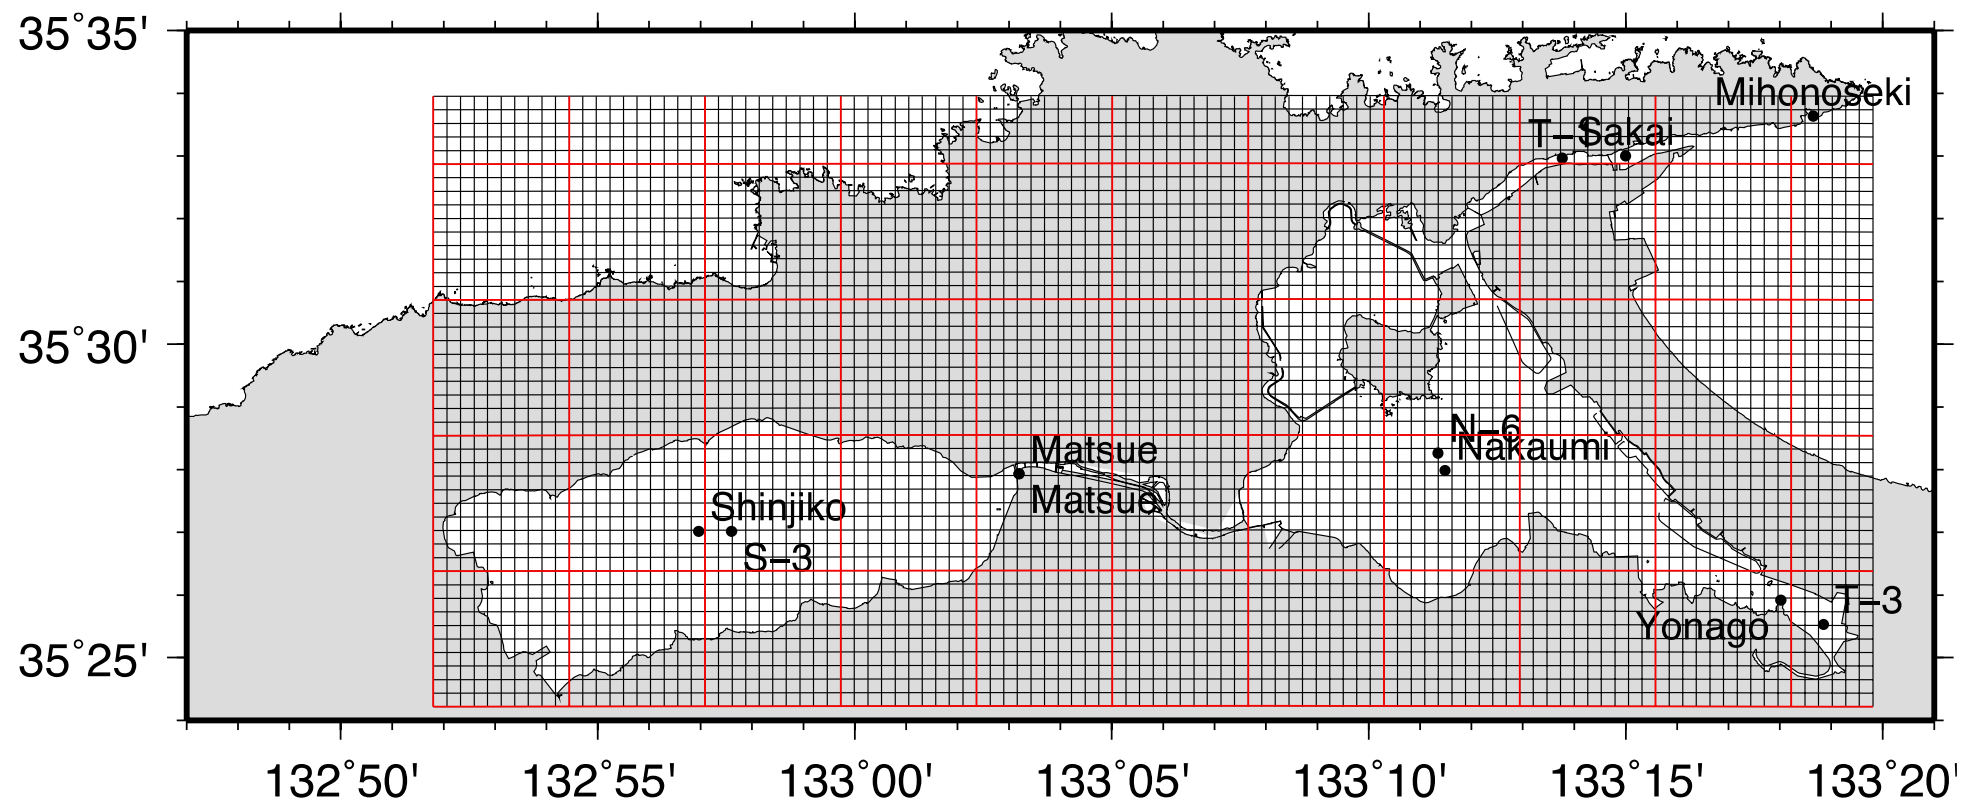 35°35'
Mihonoseki
T−1
Sakai
35°30'
N−6
Nakaumi
Matsue
Matsue
Shinjiko
S−3
T−3
Yonago
35°25'
132°50'
132°55'
133°00'
133°05'
133°10'
133°15'
133°20'